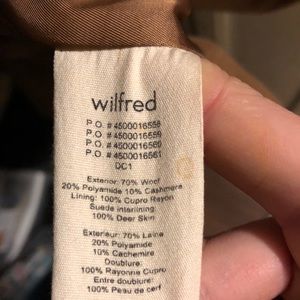 wilfred
P.O. # 4500016558
P.O. # 4500016559
P.O. # 4500016560
P.O. # 4500016561
DC1
Exterior: 70% Wool
20% Polyamide 10% Cashmere
Lining: 100% Cupro Rayon
Suede interlining
100% Deer Skin
Exterieur: 70% Laine
20% Polyamide
10% Cachemire
Doublure:
100% Rayonne Cupro
Entre doublure:
100% Peau de cerf